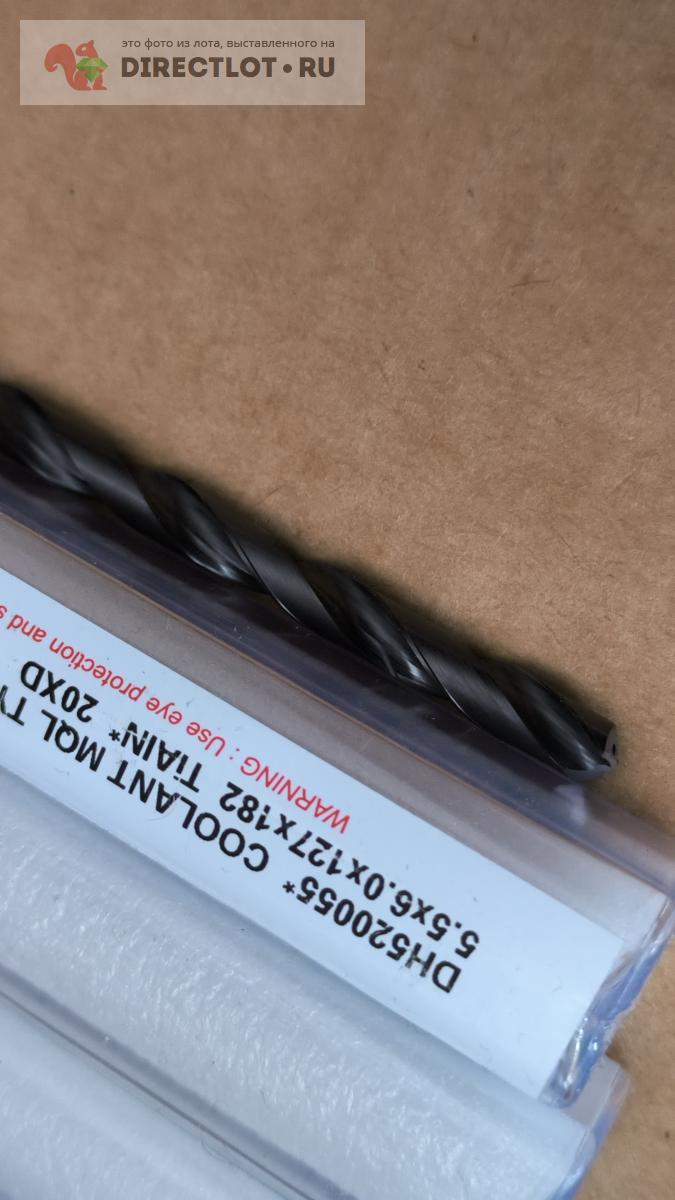 это фото из лота, выставленного на
DIRECTLOT•RU
DH520055* COOLANT MQL
5.5x6.0x127x182 TiAlN* 20XD
WARNING : Use eye protection and